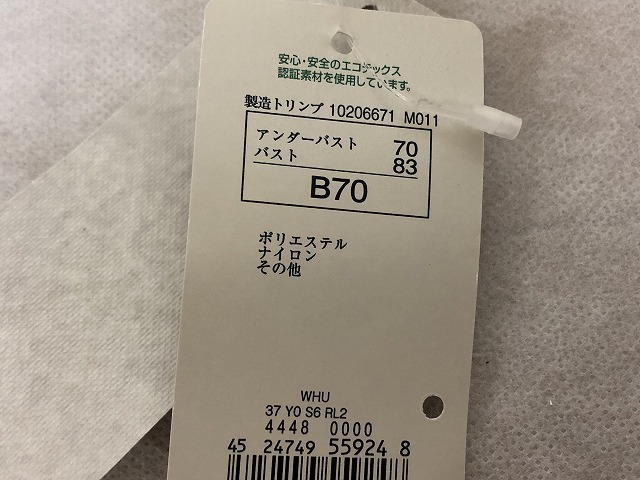 安心・安全のエコテックス
認証素材を使用しています。
製造トリンプ 10206671 M011
アンダーバスト 70
バスト 83
B70
ポリエステル
ナイロン
その他
WHU
37 Y0 S6 RL2
4448 0000
45 24749 55924 8